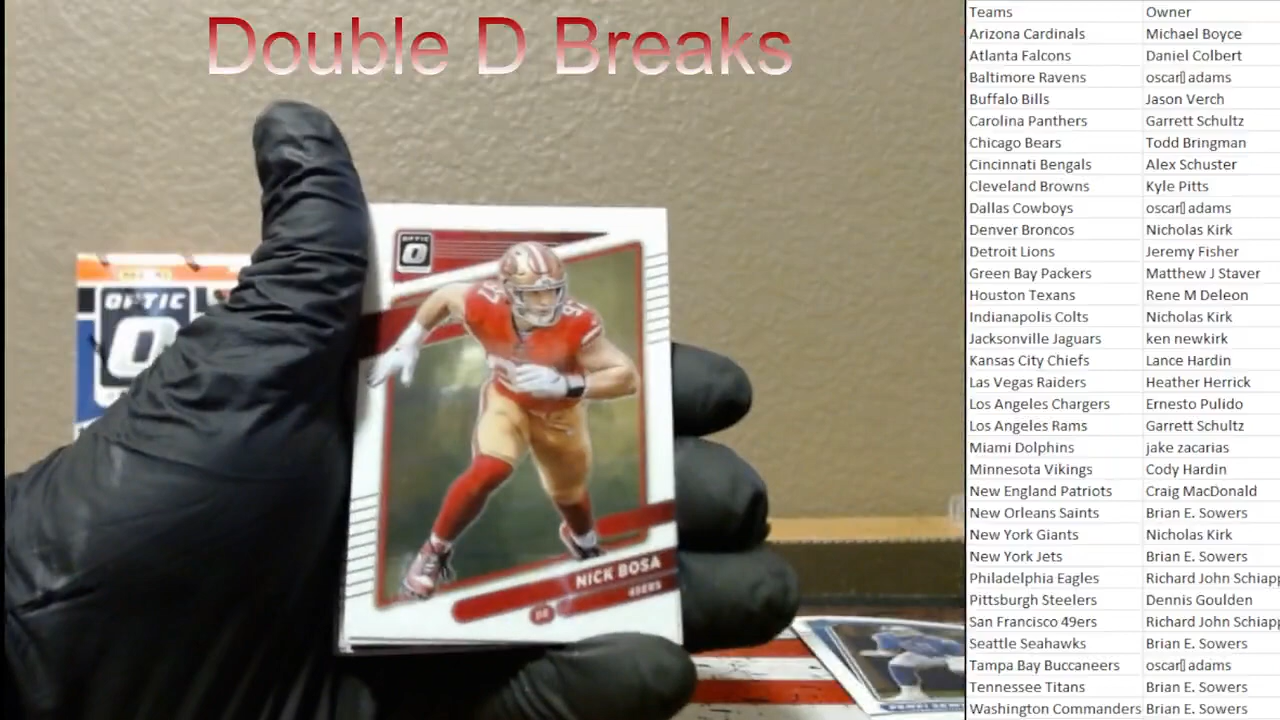 Double D Breaks
Teams Owner
Arizona Cardinals Michael Boyce
Atlanta Falcons Daniel Colbert
Baltimore Ravens oscar▯adams
Buffalo Bills Jason Verch
Carolina Panthers Garrett Schultz
Chicago Bears Todd Bringman
Cincinnati Bengals Alex Schuster
Cleveland Browns Kyle Pitts
Dallas Cowboys oscar▯adams
Denver Broncos Nicholas Kirk
Detroit Lions Jeremy Fisher
Green Bay Packers Matthew J Staver
Houston Texans Rene M Deleon
Indianapolis Colts Nicholas Kirk
Jacksonville Jaguars ken newkirk
Kansas City Chiefs Lance Hardin
Las Vegas Raiders Heather Herrick
Los Angeles Chargers Ernesto Pulido
Los Angeles Rams Garrett Schultz
Miami Dolphins jake zacarias
Minnesota Vikings Cody Hardin
New England Patriots Craig MacDonald
New Orleans Saints Brian E. Sowers
New York Giants Nicholas Kirk
New York Jets Brian E. Sowers
Philadelphia Eagles Richard John Schiapp
Pittsburgh Steelers Dennis Goulden
San Francisco 49ers Richard John Schiapp
Seattle Seahawks Brian E. Sowers
Tampa Bay Buccaneers oscar▯adams
Tennessee Titans Brian E. Sowers
Washington Commanders Brian E. Sowers
OPTIC
O
OPTIC
O
97
NICK BOSA
49ERS